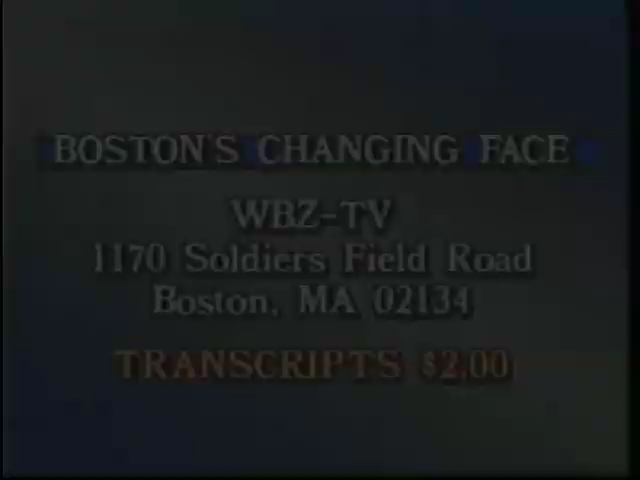 BOSTON'S CHANGING FACE
WBZ-TV
1170 Soldiers Field Road
Boston, MA 02134
TRANSCRIPTS $2.00